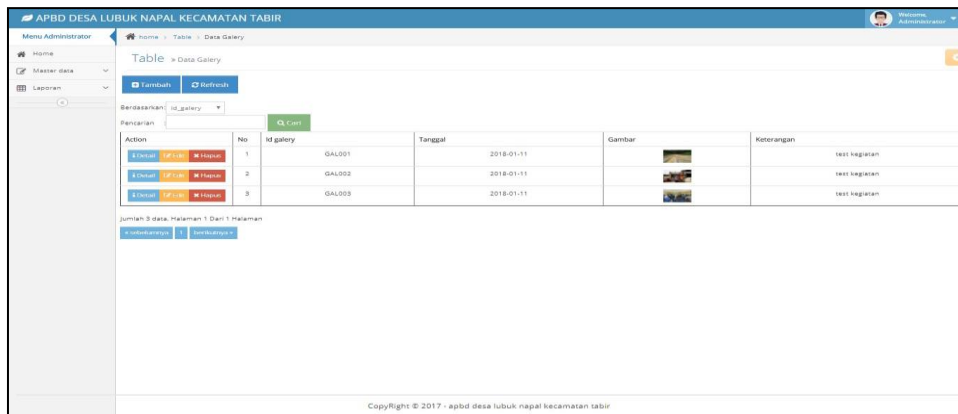 APBD DESA LUBUK NAPAL KECAMATAN TABIR
Welcome,
Administrator
Menu Administrator
home > Table > Data Galery
Home
Master data
Laporan
Table > Data Galery
Tambah Refresh
Berdasarkan: id_galery
Pencarian : Cari
Action No Id galery Tanggal Gambar Keterangan
Detail Edit Hapus 1 GAL001 2018-01-11 test kegiatan
Detail Edit Hapus 2 GAL002 2018-01-11 test kegiatan
Detail Edit Hapus 3 GAL003 2018-01-11 test kegiatan
Jumlah 3 data, Halaman 1 Dari 1 Halaman
« sebelumnya 1 berikutnya »
CopyRight © 2017 - apbd desa lubuk napal kecamatan tabir